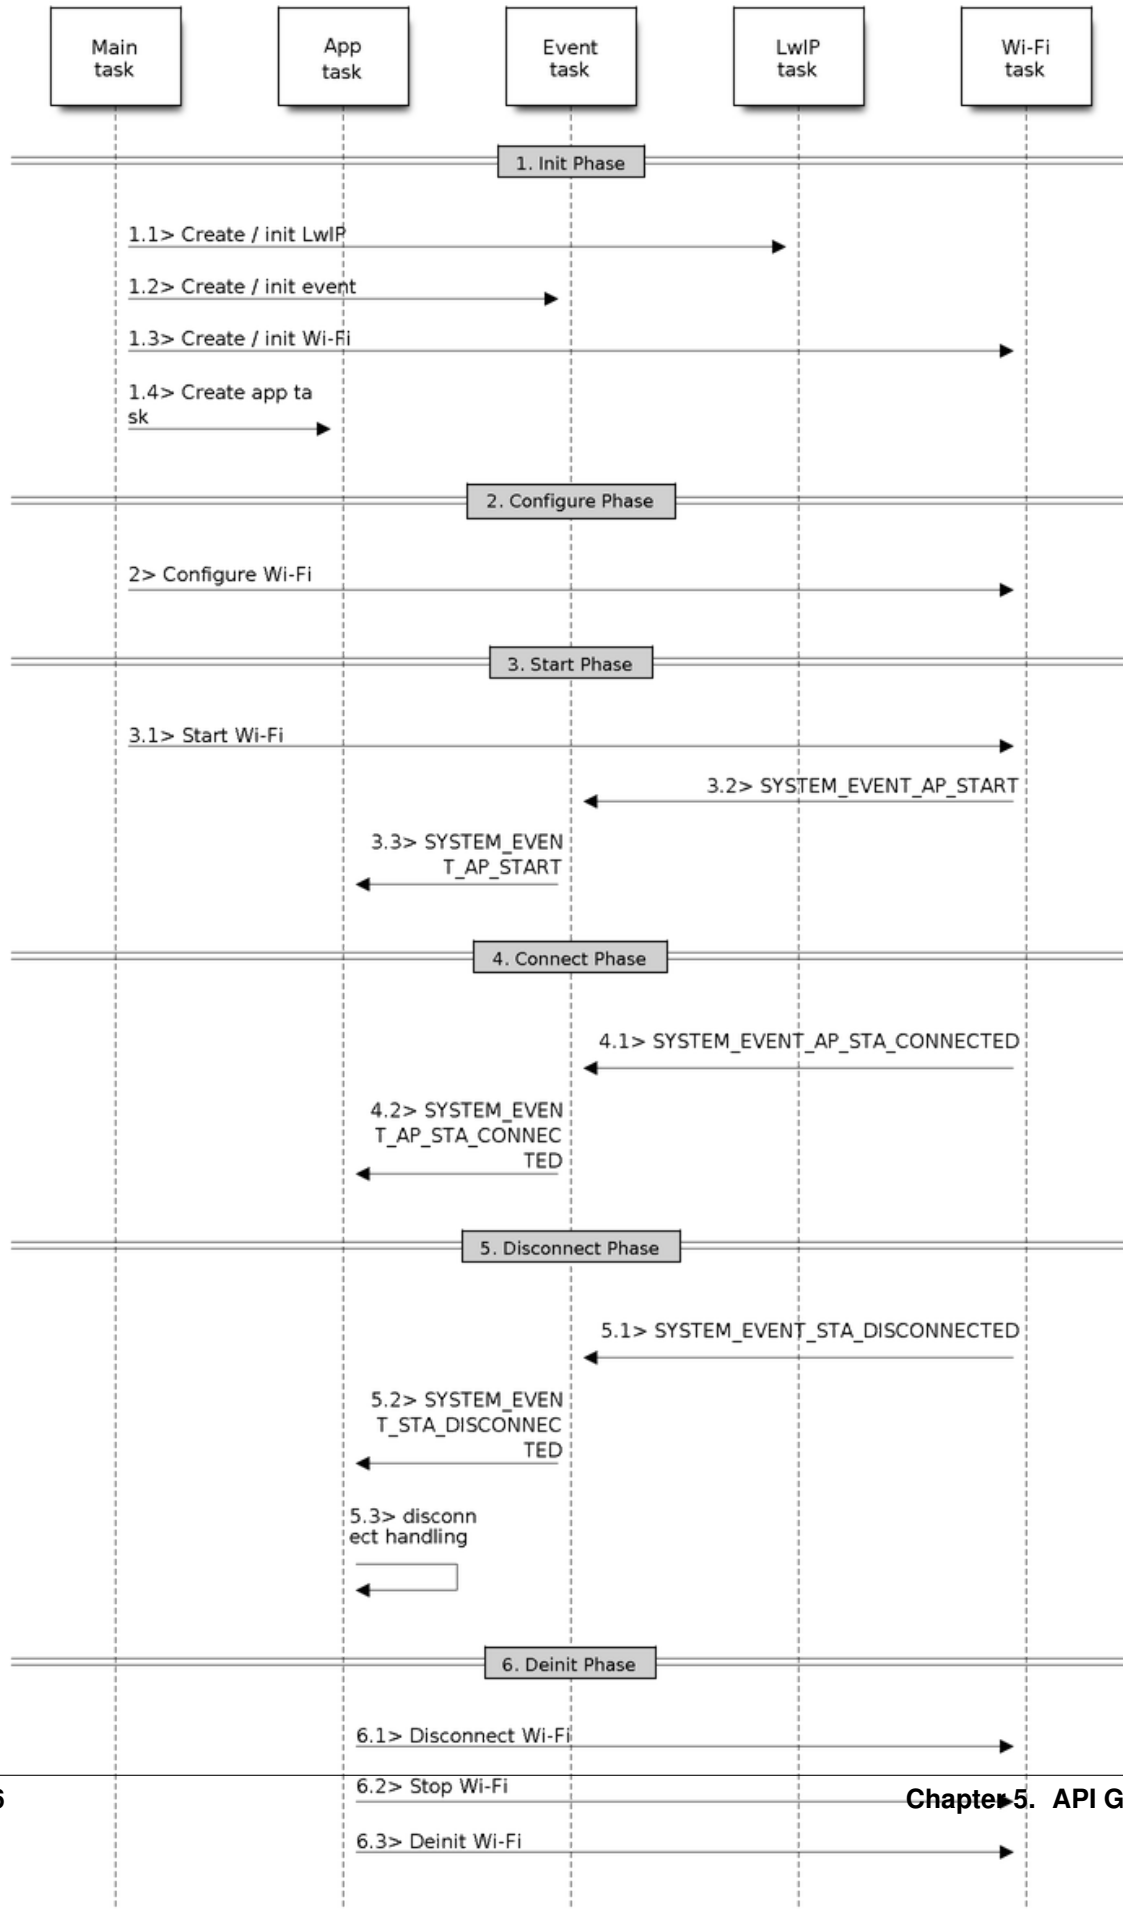 Main
task
App
task
Event
task
LwIP
task
Wi-Fi
task
1. Init Phase
1.1> Create / init LwIP
1.2> Create / init event
1.3> Create / init Wi-Fi
1.4> Create app ta
sk
2. Configure Phase
2> Configure Wi-Fi
3. Start Phase
3.1> Start Wi-Fi
3.2> SYSTEM_EVENT_AP_START
3.3> SYSTEM_EVEN
T_AP_START
4. Connect Phase
4.1> SYSTEM_EVENT_AP_STA_CONNECTED
4.2> SYSTEM_EVEN
T_AP_STA_CONNEC
TED
5. Disconnect Phase
5.1> SYSTEM_EVENT_STA_DISCONNECTED
5.2> SYSTEM_EVEN
T_STA_DISCONNEC
TED
5.3> disconn
ect handling
6. Deinit Phase
6.1> Disconnect Wi-Fi
6.2> Stop Wi-Fi
Chapter 5. API G
6.3> Deinit Wi-Fi